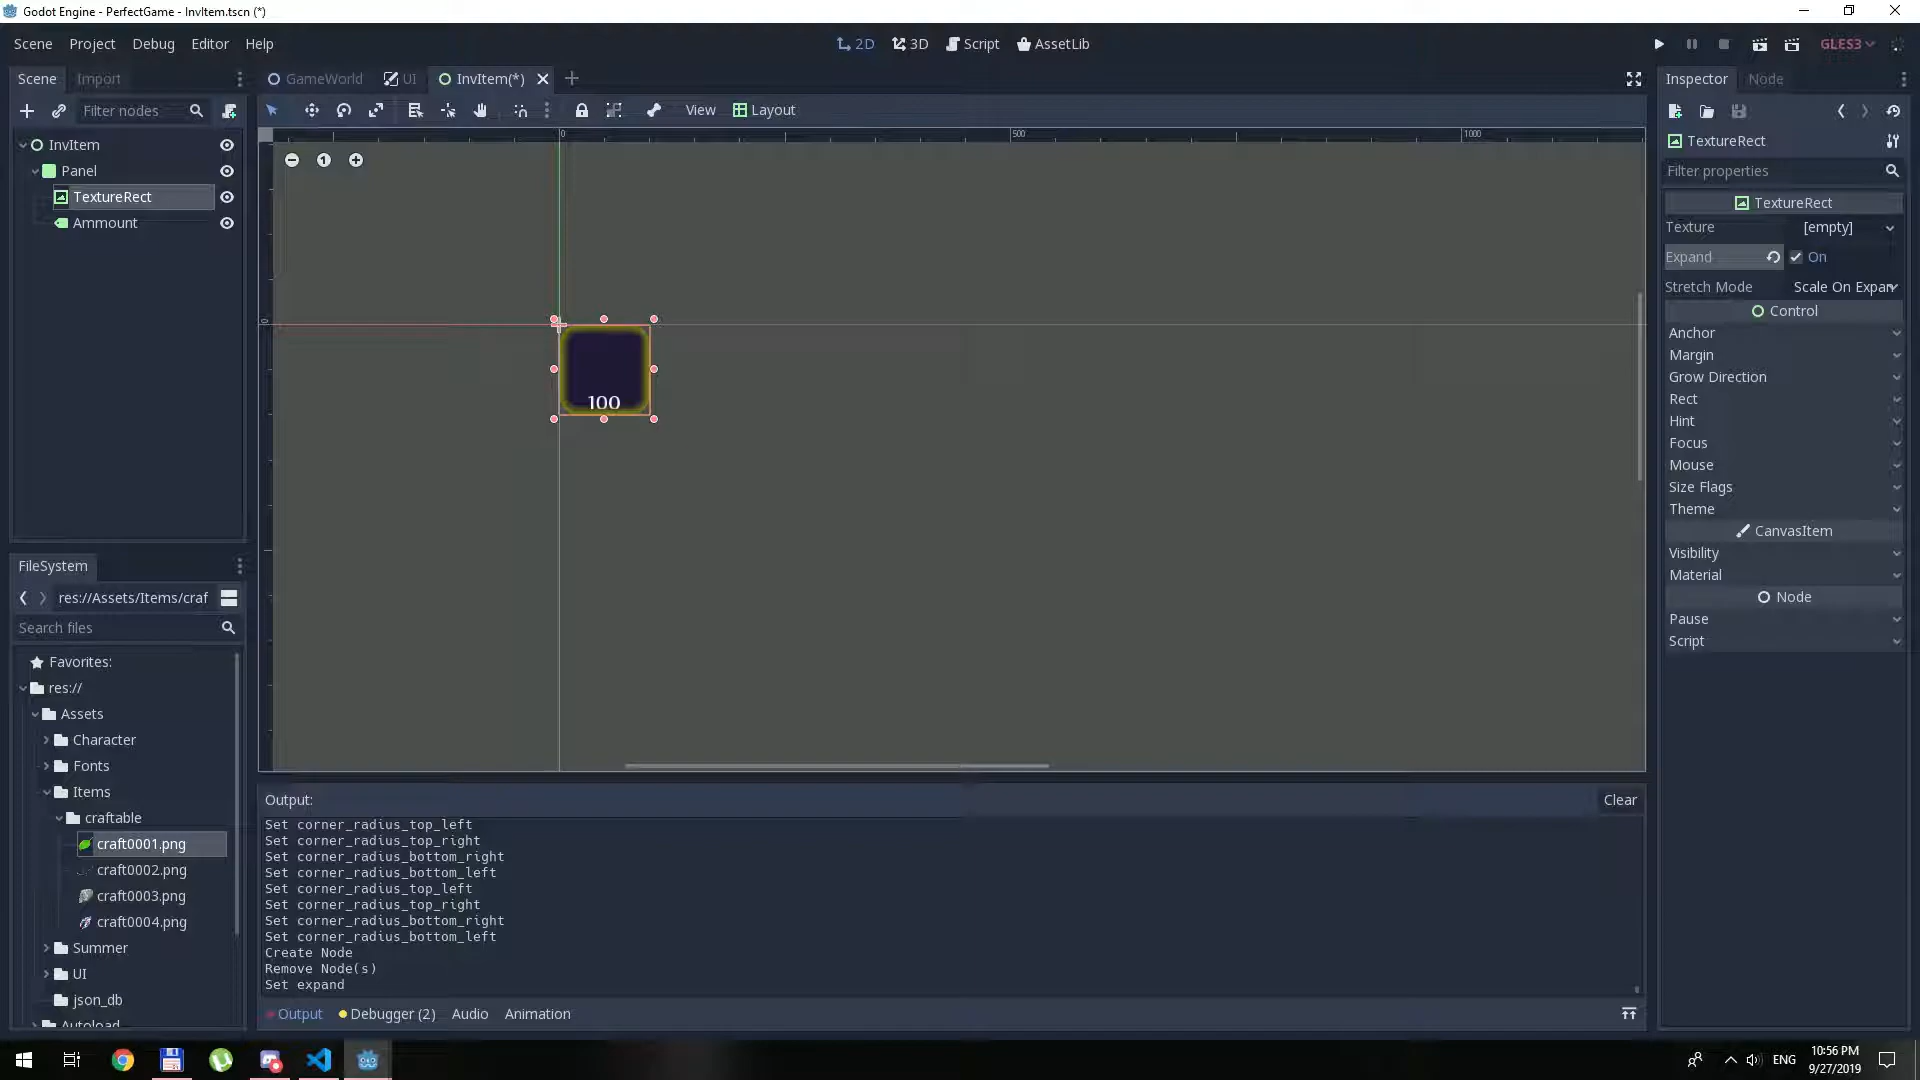 Godot Engine - PerfectGame - InvItem.tscn (*)
Scene Project Debug Editor Help
2D 3D Script AssetLib
GLES3
Scene Import
GameWorld UI InvItem(*)
Inspector Node
Filter nodes
View Layout
InvItem
Panel
TextureRect
Ammount
0 500 1000
0
1
100
TextureRect
Filter properties
TextureRect
Texture [empty]
Expand On
Stretch Mode Scale On Expan
Control
Anchor
Margin
Grow Direction
Rect
Hint
Focus
Mouse
Size Flags
Theme
CanvasItem
Visibility
Material
Node
Pause
Script
FileSystem
res://Assets/Items/craf
Search files
Favorites:
res://
Assets
Character
Fonts
Items
craftable
craft0001.png
craft0002.png
craft0003.png
craft0004.png
Summer
UI
json_db
Autoload
Output: Clear
Set corner_radius_top_left
Set corner_radius_top_right
Set corner_radius_bottom_right
Set corner_radius_bottom_left
Set corner_radius_top_left
Set corner_radius_top_right
Set corner_radius_bottom_right
Set corner_radius_bottom_left
Create Node
Remove Node(s)
Set expand
Output Debugger (2) Audio Animation
ENG
10:56 PM
9/27/2019